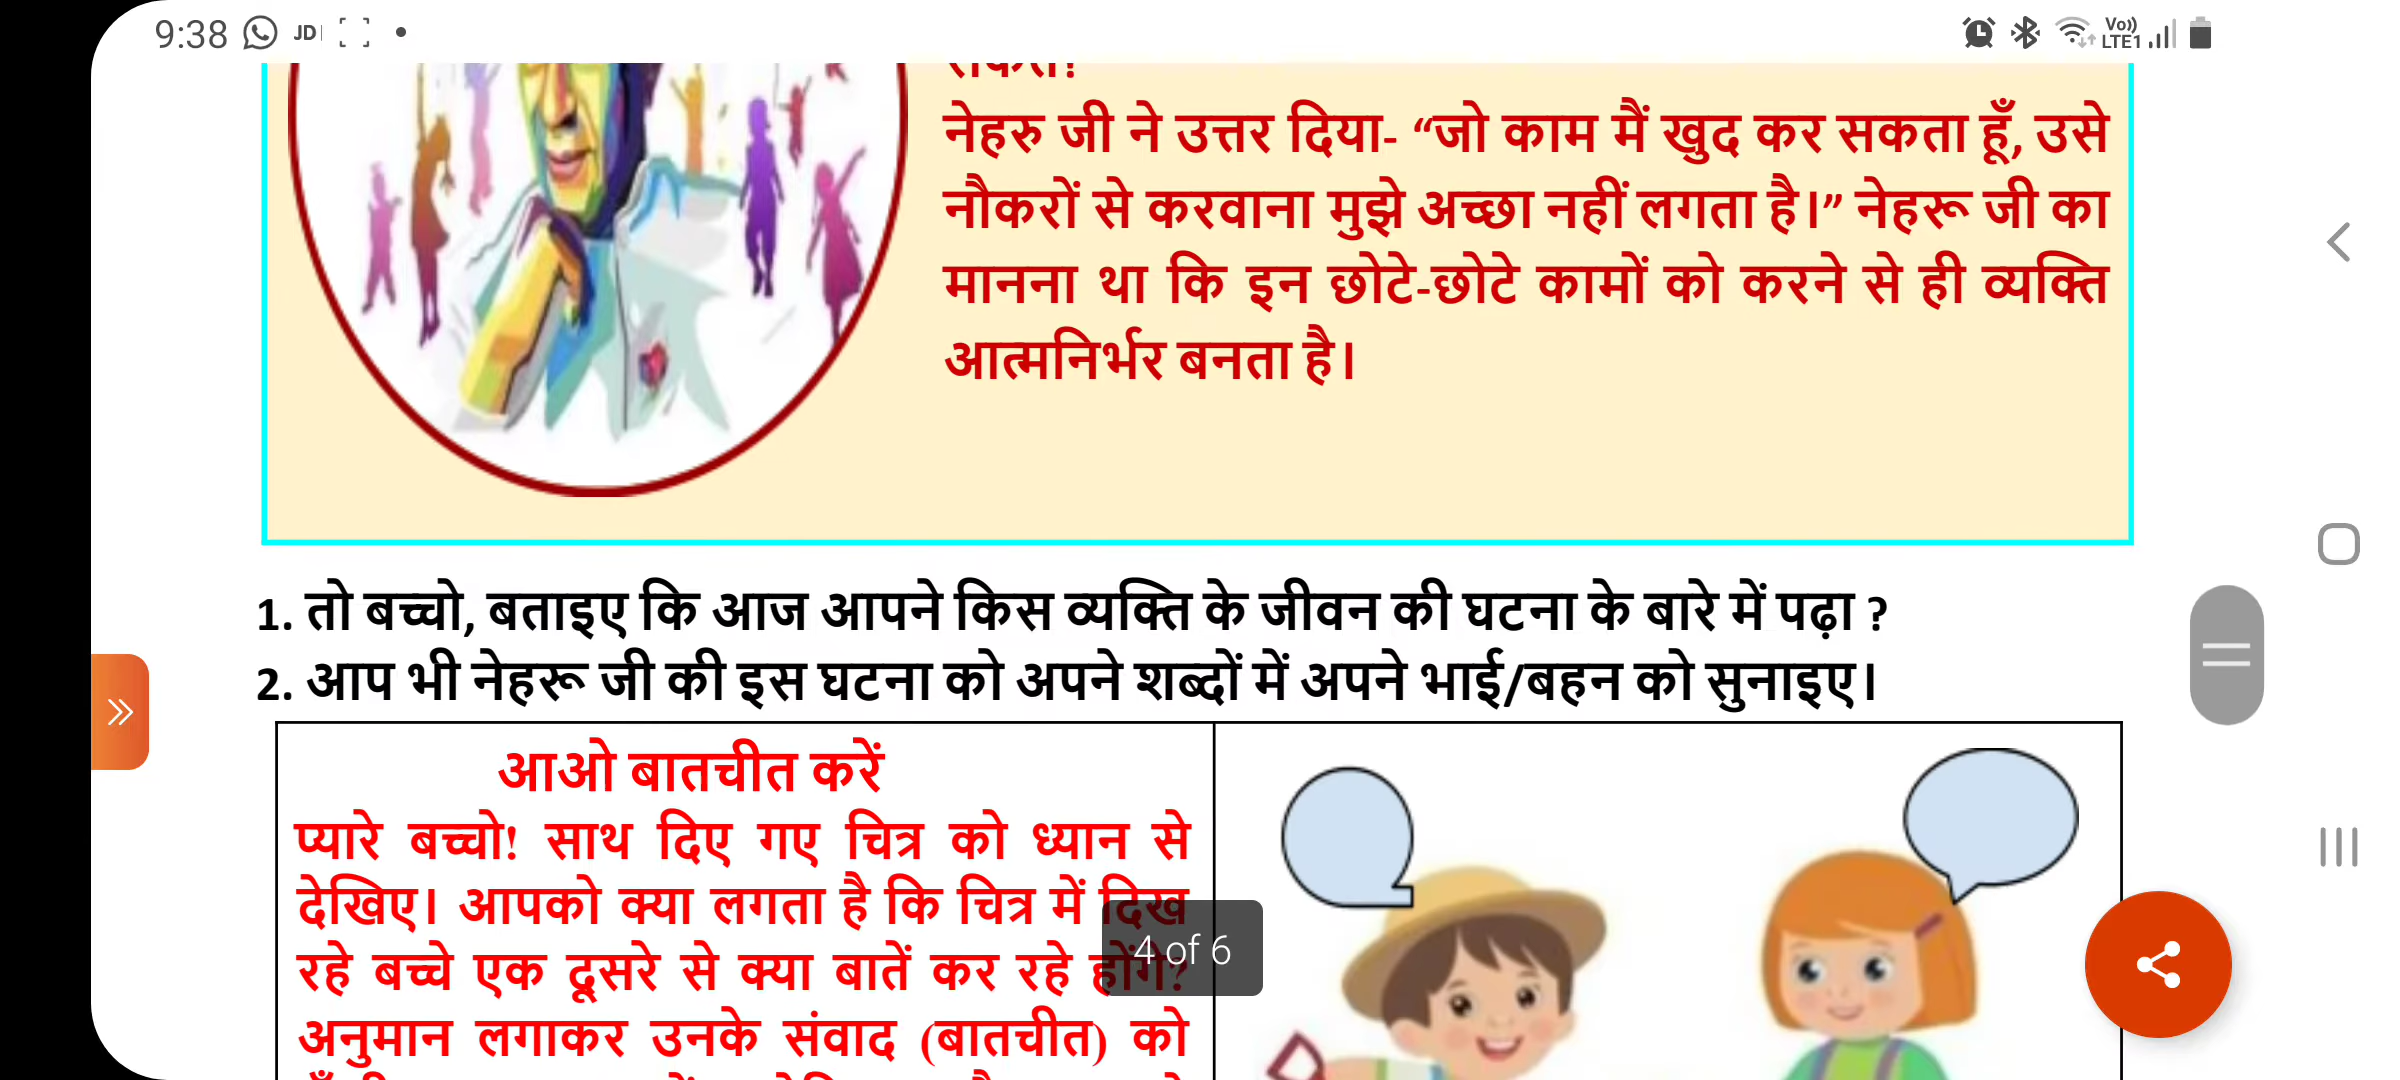 9:38 JD
Vo)) LTE1
नेहरु जी ने उत्तर दिया- “जो काम मैं खुद कर सकता हूँ, उसे
नौकरों से करवाना मुझे अच्छा नहीं लगता है।” नेहरू जी का
मानना था कि इन छोटे-छोटे कामों को करने से ही व्यक्ति
आत्मनिर्भर बनता है।
1. तो बच्चो, बताइए कि आज आपने किस व्यक्ति के जीवन की घटना के बारे में पढ़ा ?
2. आप भी नेहरू जी की इस घटना को अपने शब्दों में अपने भाई/बहन को सुनाइए।
आओ बातचीत करें
प्यारे बच्चो! साथ दिए गए चित्र को ध्यान से
देखिए। आपको क्या लगता है कि चित्र में दिख
रहे बच्चे एक दूसरे से क्या बातें कर रहे होंगे?
4 of 6
अनुमान लगाकर उनके संवाद (बातचीत) को